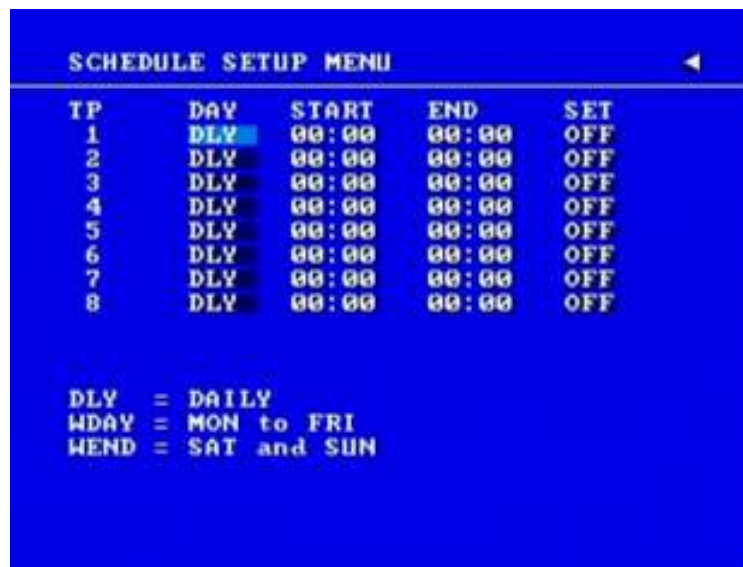 SCHEDULE SETUP MENU
TP DAY START END SET
1 DLY 00:00 00:00 OFF
2 DLY 00:00 00:00 OFF
3 DLY 00:00 00:00 OFF
4 DLY 00:00 00:00 OFF
5 DLY 00:00 00:00 OFF
6 DLY 00:00 00:00 OFF
7 DLY 00:00 00:00 OFF
8 DLY 00:00 00:00 OFF
DLY = DAILY
WDAY = MON to FRI
WEND = SAT and SUN